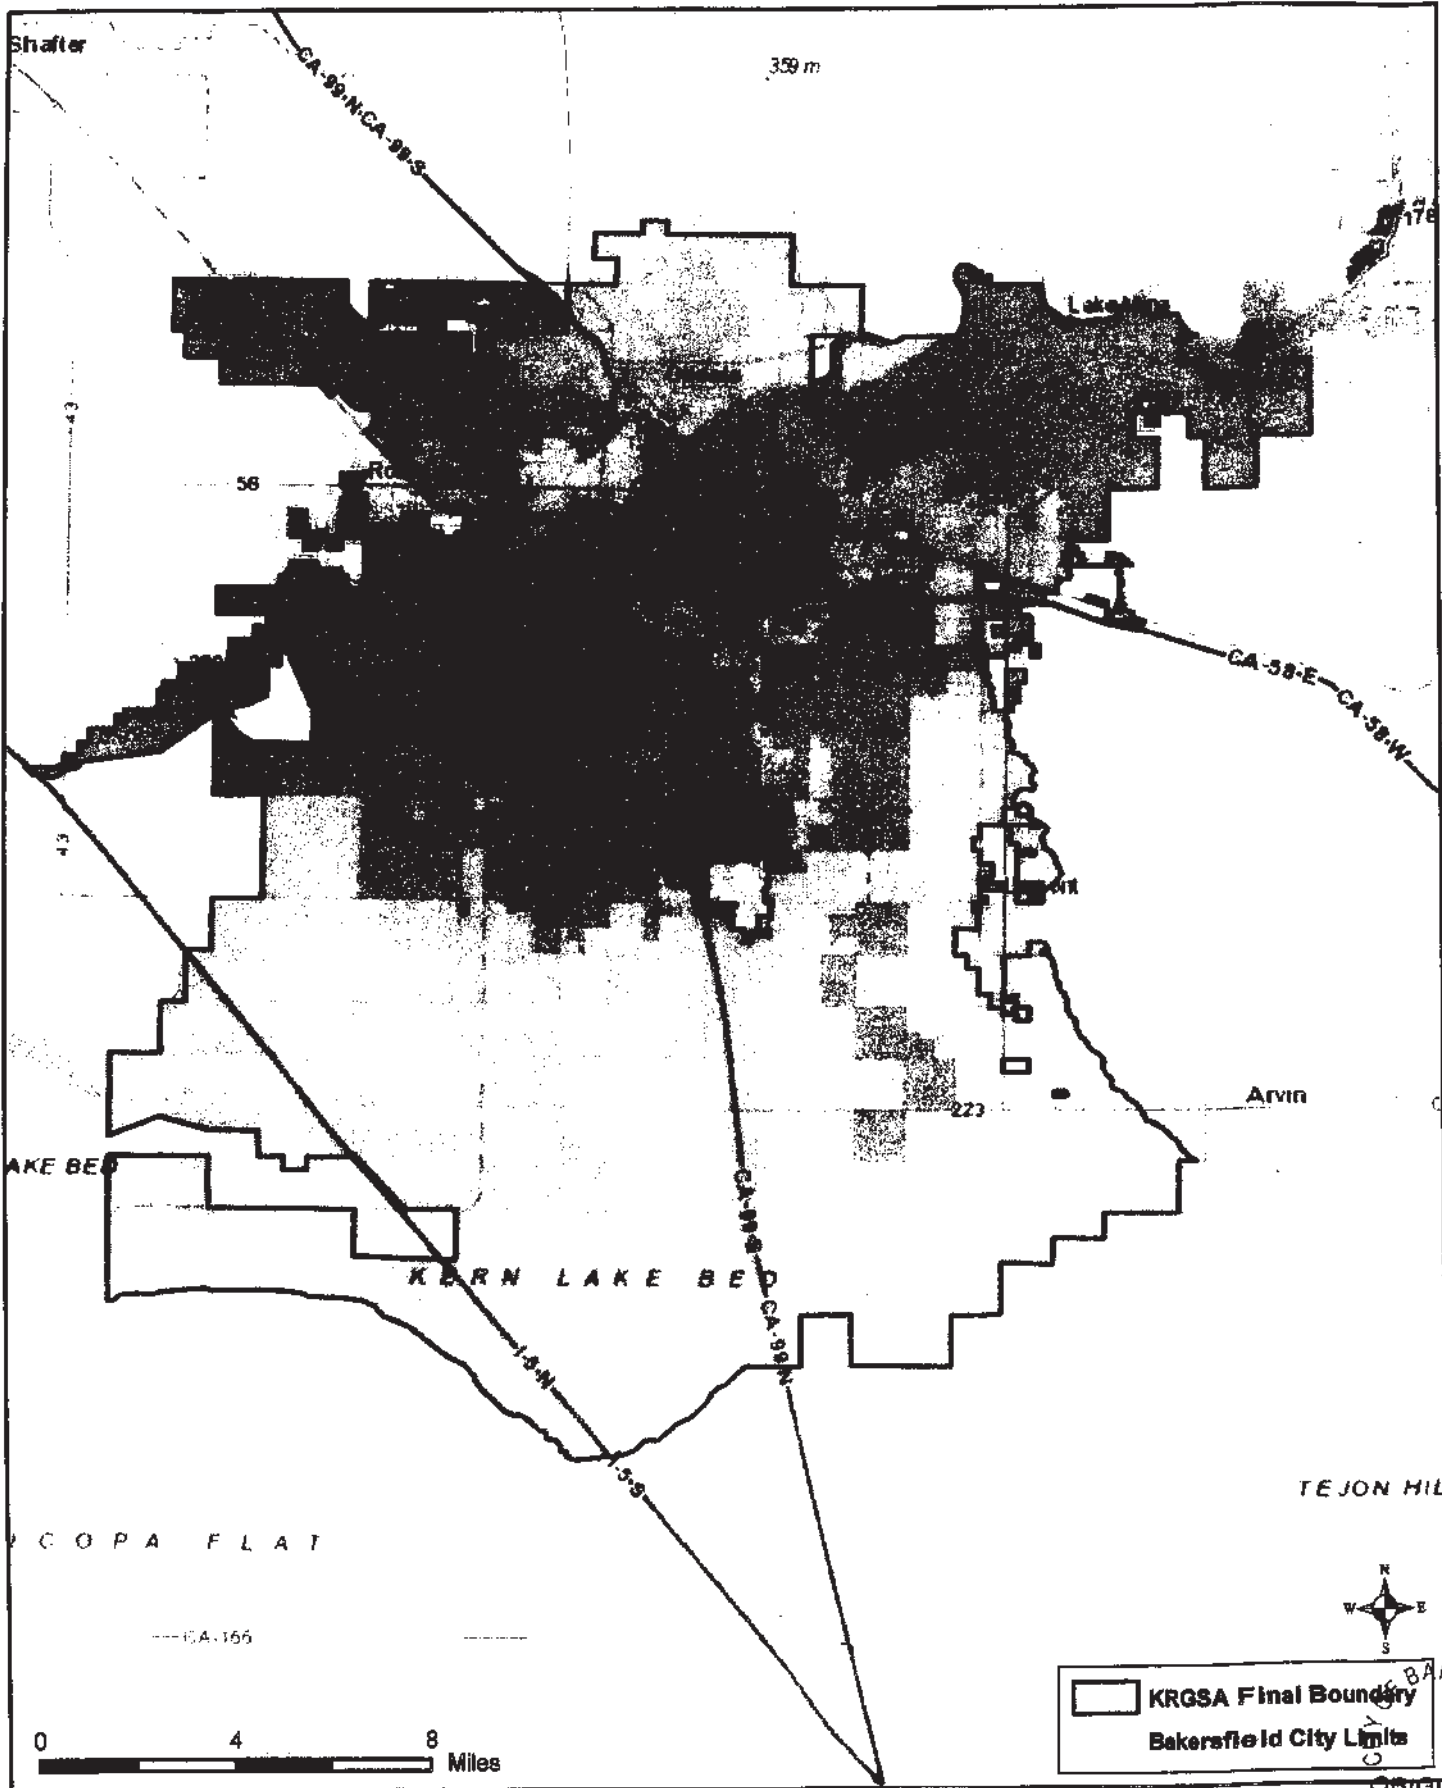 Shafter
359 m
CA-99-N-CA-99-S
178
43
56
CA-58-E
CA-58-W
43
223
Arvin
AKE BED
CA-99-S
KERN LAKE BED
CA-99-N
I-5-N
I-5-S
TEJON HIL
COPA FLAT
CA-166
N
W E
S
KRGSA Final Boundary
Bakersfield City Limits
0 4 8
Miles